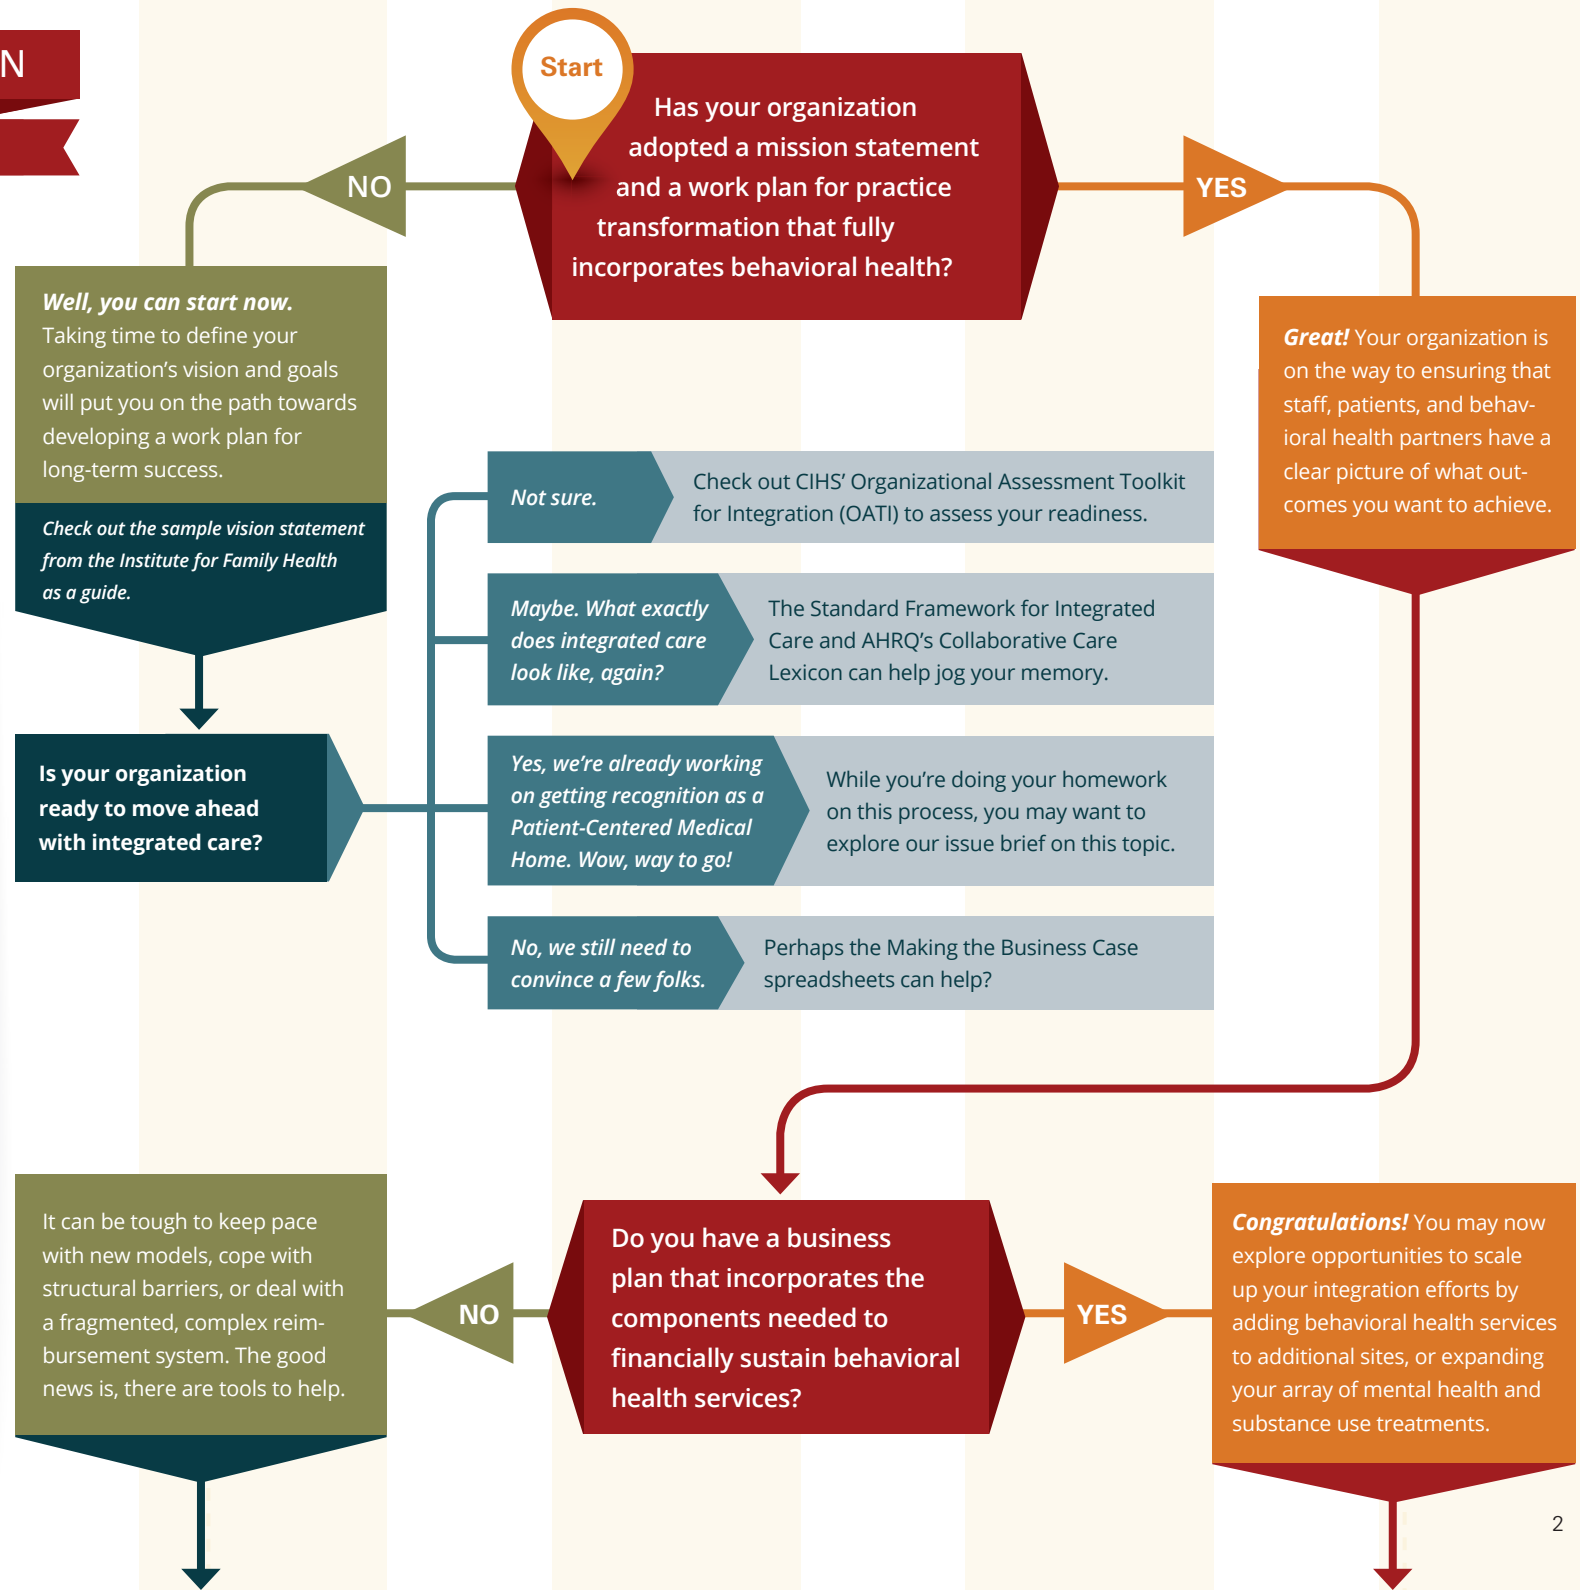 N
Start
Has your organization
adopted a mission statement
and a work plan for practice
transformation that fully
incorporates behavioral health?
NO
YES
Well, you can start now.
Taking time to define your
organization's vision and goals
will put you on the path towards
developing a work plan for
long-term success.
Check out the sample vision statement
from the Institute for Family Health
as a guide.
Great! Your organization is
on the way to ensuring that
staff, patients, and behav-
ioral health partners have a
clear picture of what out-
comes you want to achieve.
Is your organization
ready to move ahead
with integrated care?
Not sure.
Check out CIHS' Organizational Assessment Toolkit
for Integration (OATI) to assess your readiness.
Maybe. What exactly
does integrated care
look like, again?
The Standard Framework for Integrated
Care and AHRQ's Collaborative Care
Lexicon can help jog your memory.
Yes, we're already working
on getting recognition as a
Patient-Centered Medical
Home. Wow, way to go!
While you're doing your homework
on this process, you may want to
explore our issue brief on this topic.
No, we still need to
convince a few folks.
Perhaps the Making the Business Case
spreadsheets can help?
Do you have a business
plan that incorporates the
components needed to
financially sustain behavioral
health services?
NO
YES
It can be tough to keep pace
with new models, cope with
structural barriers, or deal with
a fragmented, complex reim-
bursement system. The good
news is, there are tools to help.
Congratulations! You may now
explore opportunities to scale
up your integration efforts by
adding behavioral health services
to additional sites, or expanding
your array of mental health and
substance use treatments.
2